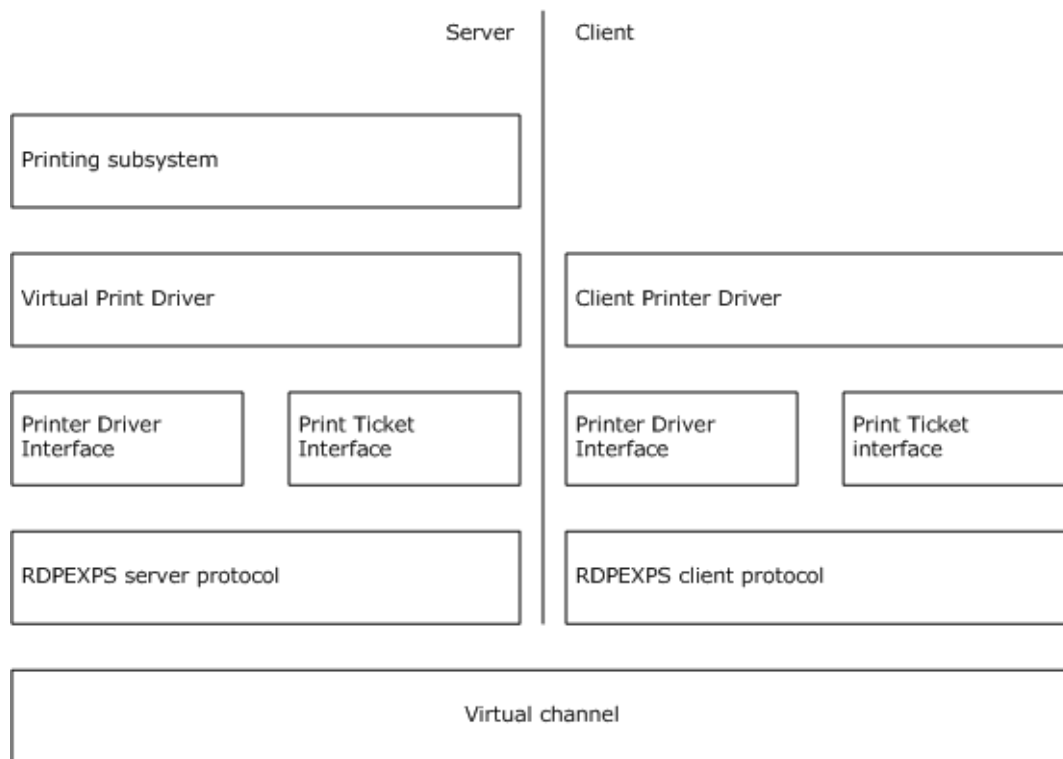 Server
Client
Printing subsystem
Virtual Print Driver
Client Printer Driver
Printer Driver
Interface
Print Ticket
Interface
Printer Driver
Interface
Print Ticket
interface
RDPEXPS server protocol
RDPEXPS client protocol
Virtual channel